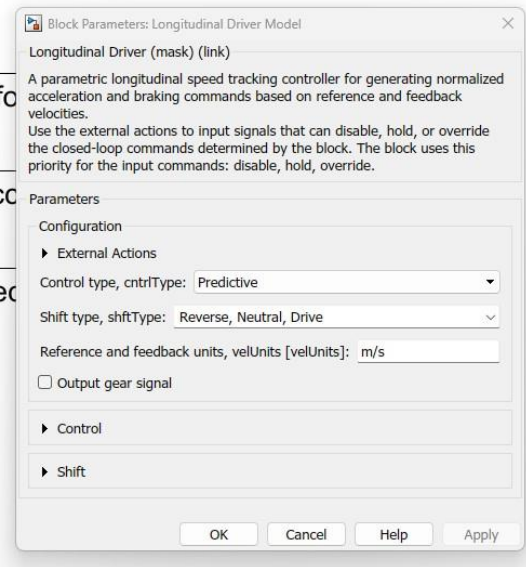 Block Parameters: Longitudinal Driver Model
Longitudinal Driver (mask) (link)
A parametric longitudinal speed tracking controller for generating normalized
acceleration and braking commands based on reference and feedback
velocities.
Use the external actions to input signals that can disable, hold, or override
the closed-loop commands determined by the block. The block uses this
priority for the input commands: disable, hold, override.
Parameters
Configuration
External Actions
Control type, cntrlType: Predictive
Shift type, shftType: Reverse, Neutral, Drive
Reference and feedback units, velUnits [velUnits]: m/s
Output gear signal
Control
Shift
OK Cancel Help Apply